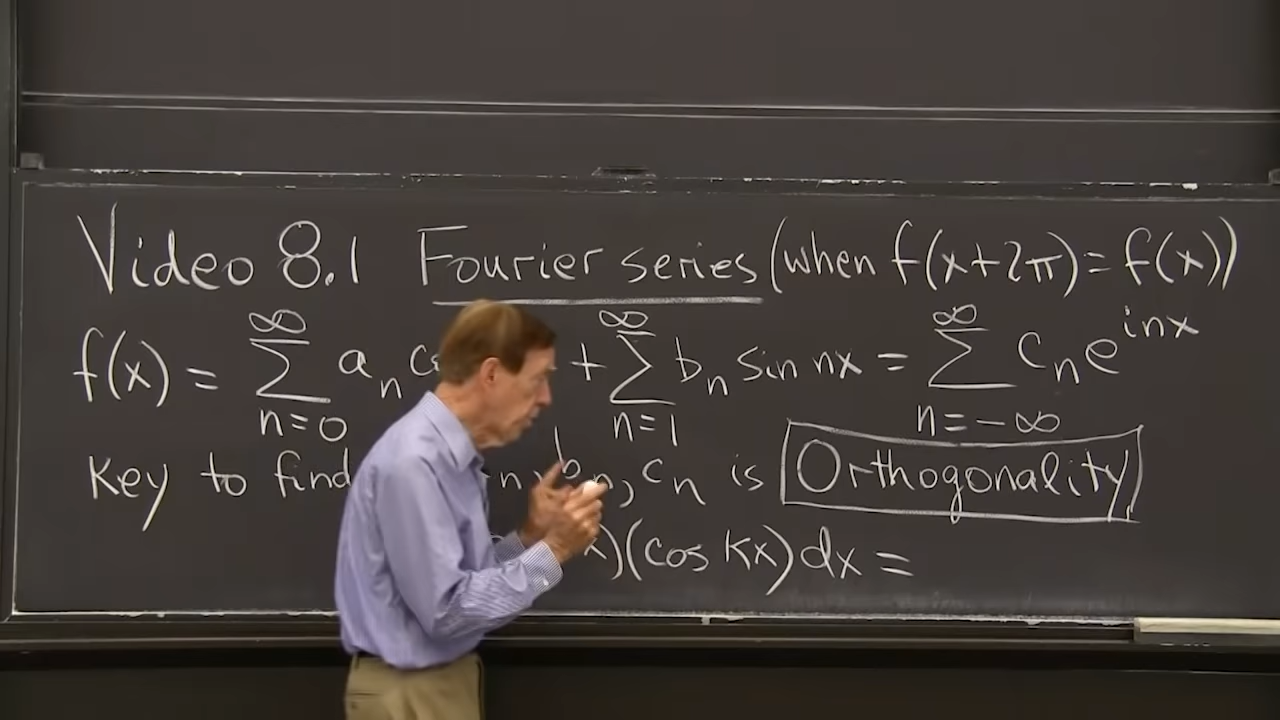 Video 8.1 Fourier series (when f(x+2π) = f(x))
f(x) = ∑_{n=0}^{∞} a_n + ∑_{n=1}^{∞} b_n sin nx = ∑_{n=-∞}^{∞} c_n e^{inx}
Key to find n, b_n, c_n is Orthogonality
x)(cos kx) dx =